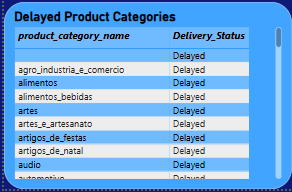 Delayed Product Categories
product_category_name Delivery_Status
Delayed
agro_industria_e_comercio Delayed
alimentos Delayed
alimentos_bebidas Delayed
artes Delayed
artes_e_artesanato Delayed
artigos_de_festas Delayed
artigos_de_natal Delayed
audio Delayed
automotivo Delayed